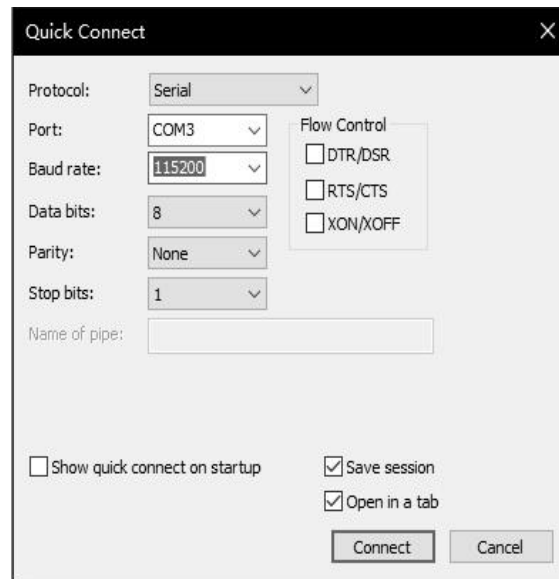 Quick Connect
Protocol: Serial
Port: COM3
Flow Control
DTR/DSR
Baud rate: 115200
RTS/CTS
Data bits: 8
XON/XOFF
Parity: None
Stop bits: 1
Name of pipe:
Show quick connect on startup
Save session
Open in a tab
Connect
Cancel